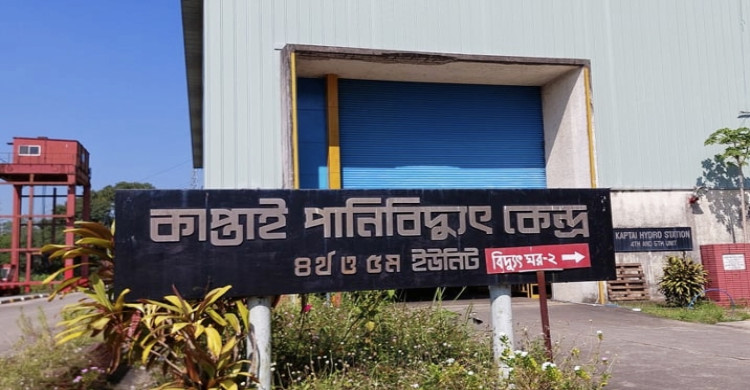 কাপ্তাই পানিবিদ্যুৎ কেন্দ্র
৪র্থ ও ৫ম ইউনিট
বিদ্যুৎ ঘর-২
KAPTAI HYDRO STATION
4TH AND 5TH UNIT